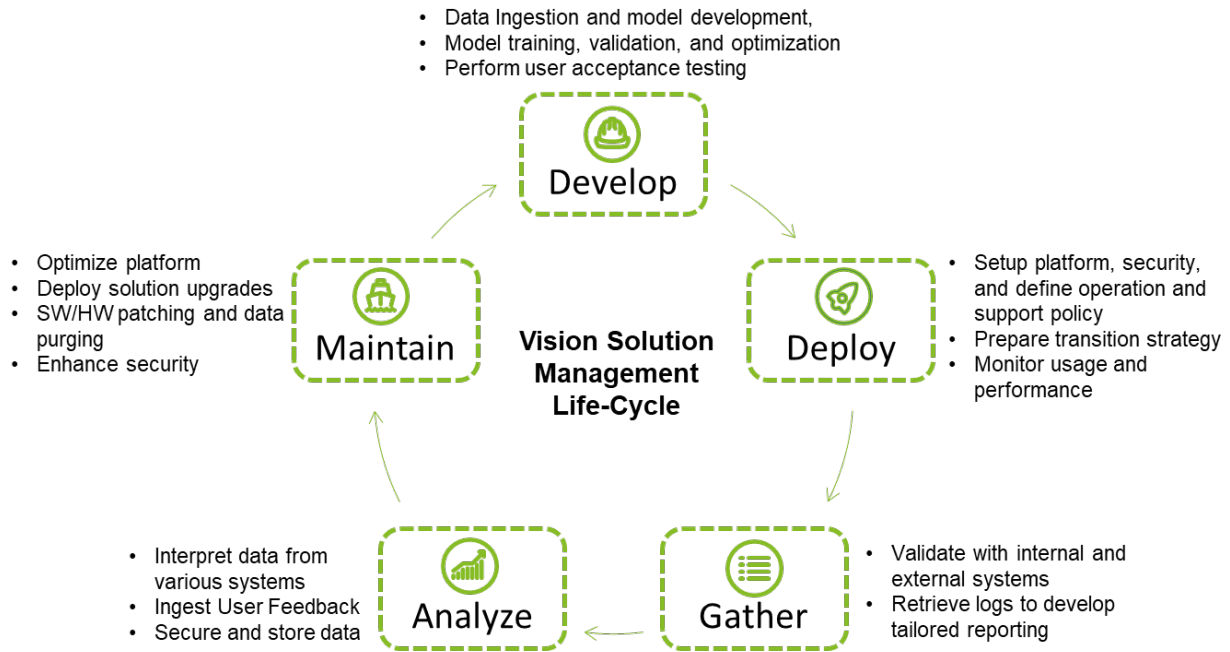 • Data Ingestion and model development,
• Model training, validation, and optimization
• Perform user acceptance testing
Develop
• Optimize platform
• Deploy solution upgrades
• SW/HW patching and data
purging
• Enhance security
Maintain
Vision Solution
Management
Life-Cycle
Deploy
• Setup platform, security,
and define operation and
support policy
• Prepare transition strategy
• Monitor usage and
performance
• Interpret data from
various systems
• Ingest User Feedback
• Secure and store data
Analyze
Gather
• Validate with internal and
external systems
• Retrieve logs to develop
tailored reporting